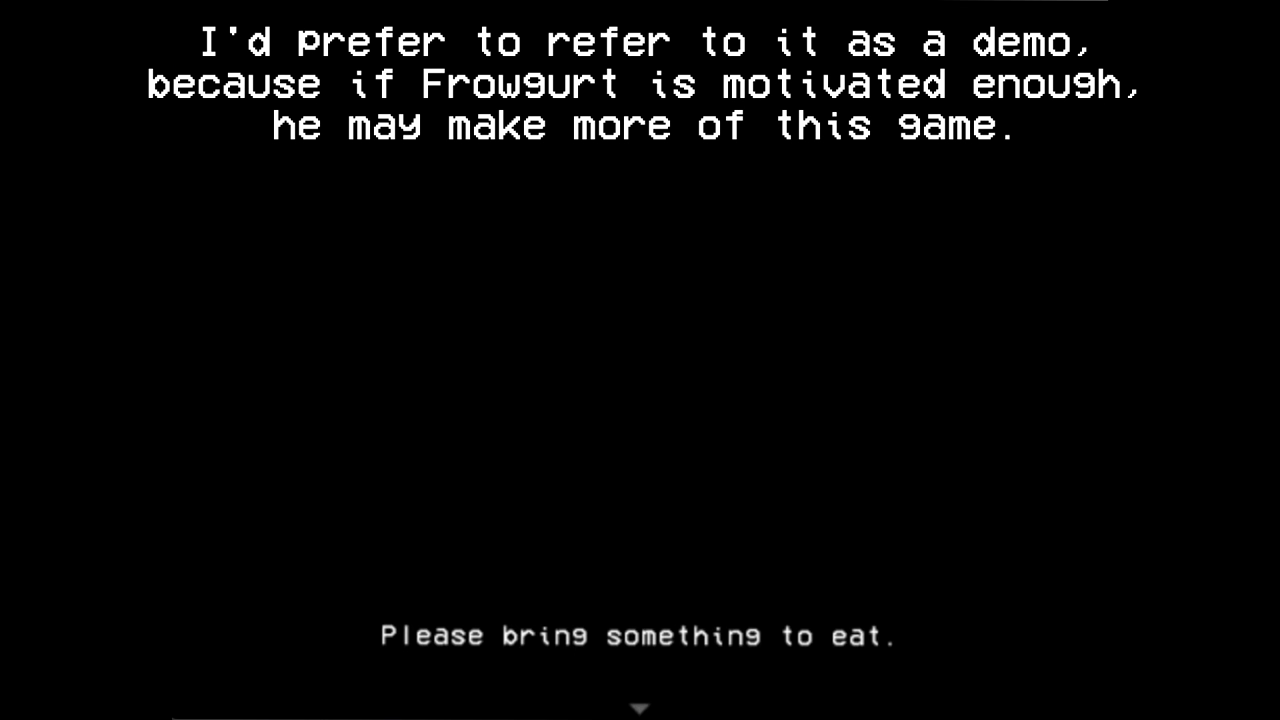 I'd prefer to refer to it as a demo,
because if Frowgurt is motivated enough,
he may make more of this game.
Please bring something to eat.